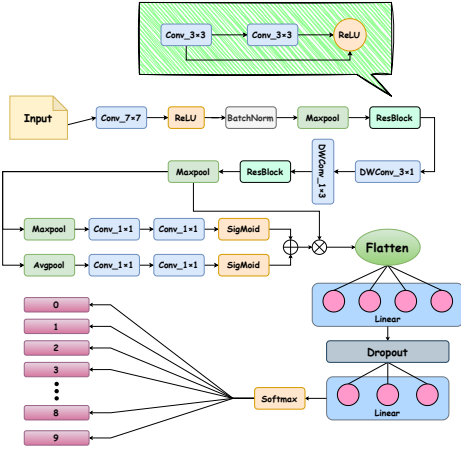 Conv_3×3
Conv_3×3
ReLU
Input
Conv_7×7
ReLU
BatchNorm
Maxpool
ResBlock
Maxpool
ResBlock
DWConv_1×3
DWConv_3×1
Maxpool
Conv_1×1
Conv_1×1
SigMoid
Avgpool
Conv_1×1
Conv_1×1
SigMoid
Flatten
Linear
Dropout
Linear
Softmax
0
1
2
3
8
9